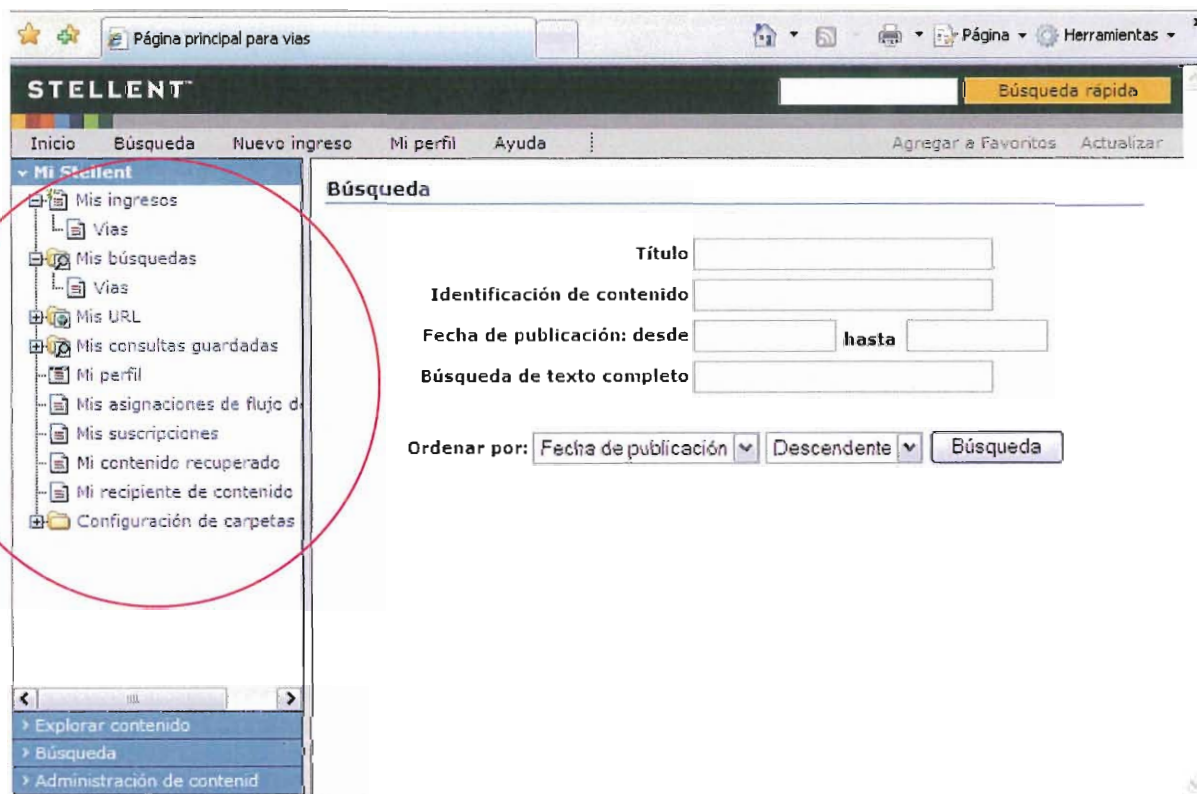 Página principal para vias
Página
Herramientas
STELLENT™
Búsqueda rápida
Inicio Búsqueda Nuevo ingreso Mi perfil Ayuda Agregar a Favoritos Actualizar
Mi Stellent
Mis ingresos
Vias
Mis búsquedas
Vias
Mis URL
Mis consultas guardadas
Mi perfil
Mis asignaciones de flujo d
Mis suscripciones
Mi contenido recuperado
Mi recipiente de contenido
Configuración de carpetas
Explorar contenido
Búsqueda
Administración de contenid
Búsqueda
Título
Identificación de contenido
Fecha de publicación: desde hasta
Búsqueda de texto completo
Ordenar por: Fecha de publicación Descendente Búsqueda